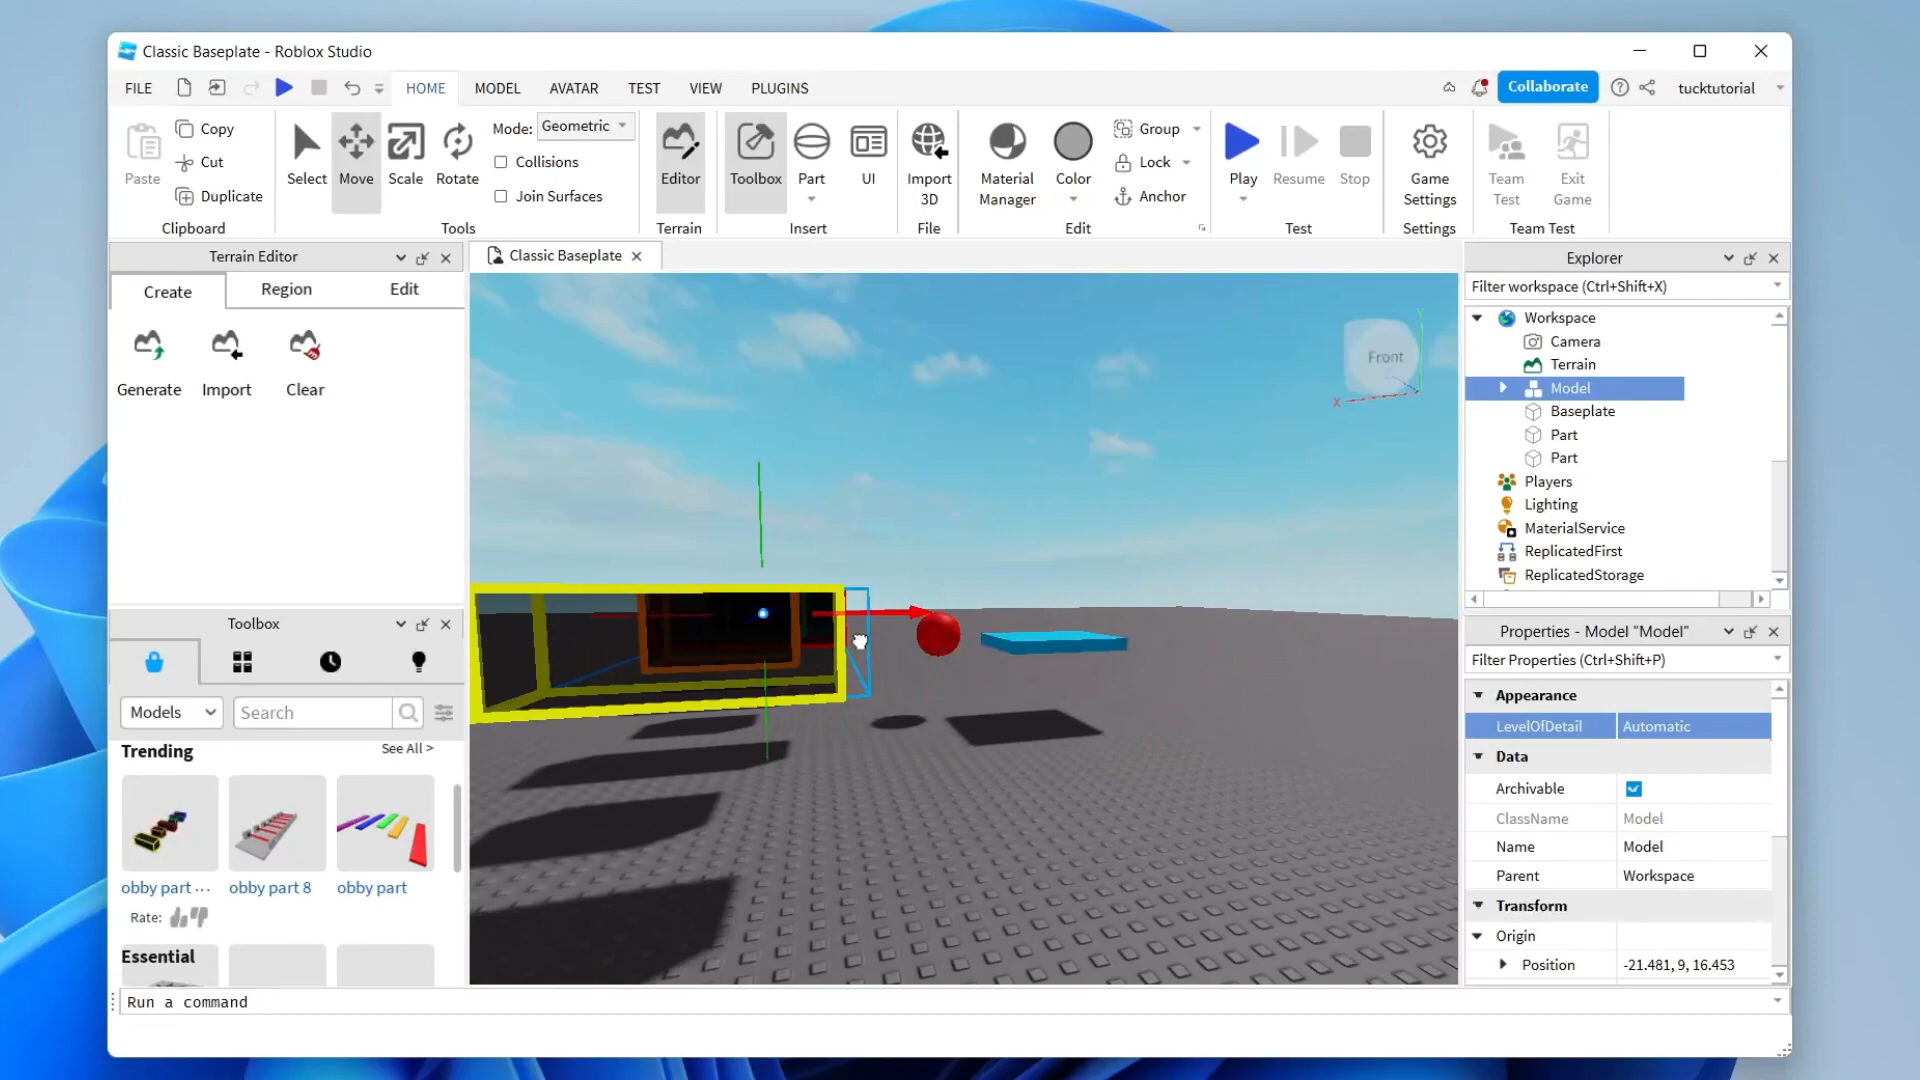 Classic Baseplate - Roblox Studio
FILE
HOME
MODEL
AVATAR
TEST
VIEW
PLUGINS
Collaborate
tucktutorial
Paste
Copy
Cut
Duplicate
Clipboard
Select
Move
Scale
Rotate
Mode: Geometric
Collisions
Join Surfaces
Tools
Editor
Terrain
Toolbox
Part
UI
Insert
Import
3D
File
Material
Manager
Color
Group
Lock
Anchor
Edit
Play
Resume
Stop
Test
Game
Settings
Settings
Team
Test
Exit
Game
Team Test
Terrain Editor
Create
Region
Edit
Generate
Import
Clear
Toolbox
Models
Search
Trending
See All >
obby part ...
obby part 8
obby part
Rate:
Essential
Classic Baseplate
Front
Y
X
Explorer
Filter workspace (Ctrl+Shift+X)
Workspace
Camera
Terrain
Model
Baseplate
Part
Part
Players
Lighting
MaterialService
ReplicatedFirst
ReplicatedStorage
Properties - Model "Model"
Filter Properties (Ctrl+Shift+P)
Appearance
LevelOfDetail Automatic
Data
Archivable
ClassName Model
Name Model
Parent Workspace
Transform
Origin
Position -21.481, 9, 16.453
Run a command